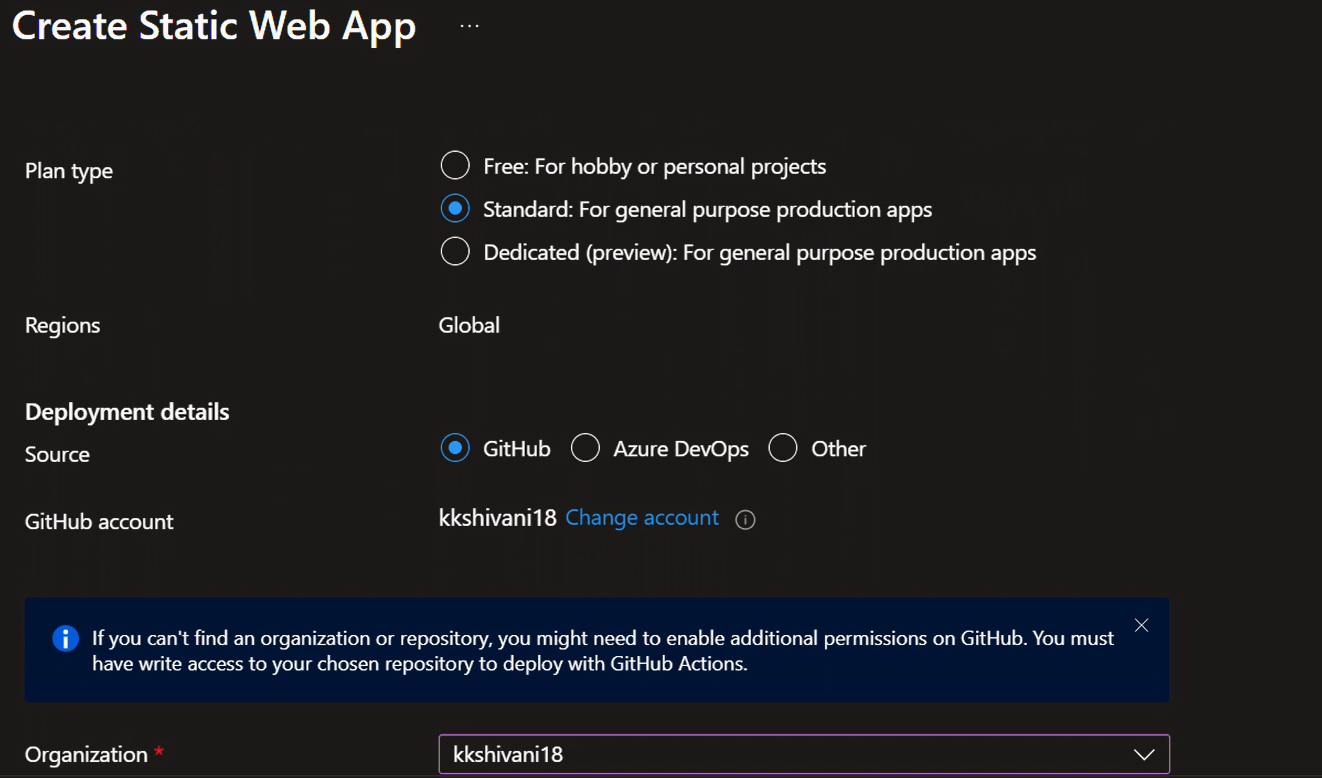 Create Static Web App ...
Plan type
Free: For hobby or personal projects
Standard: For general purpose production apps
Dedicated (preview): For general purpose production apps
Regions Global
Deployment details
Source GitHub Azure DevOps Other
GitHub account kkshivani18 Change account
If you can't find an organization or repository, you might need to enable additional permissions on GitHub. You must
have write access to your chosen repository to deploy with GitHub Actions.
Organization * kkshivani18